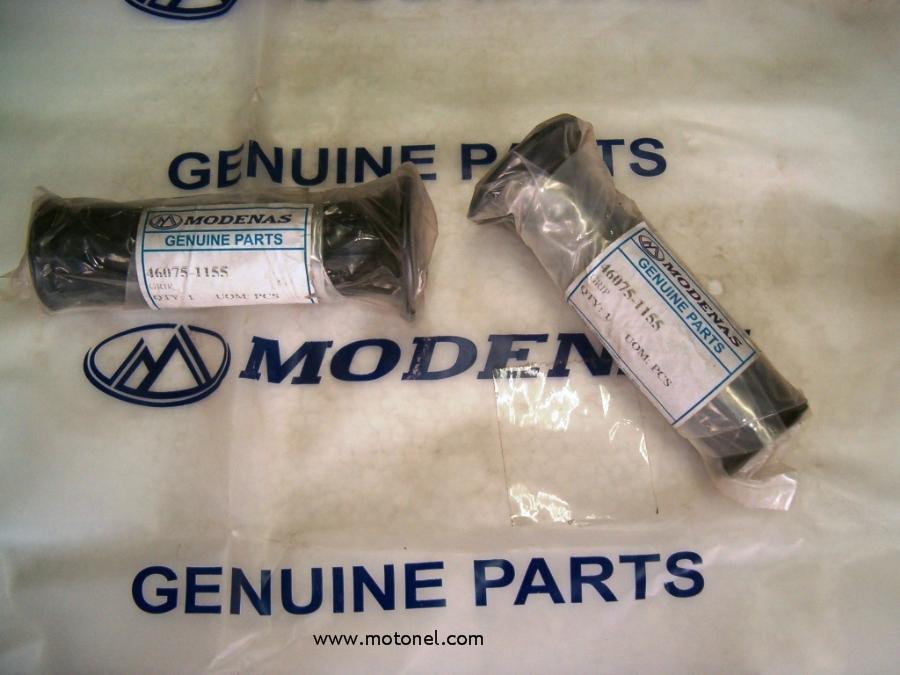 GENUINE PARTS
MODENAS
GENUINE PARTS
46075-1155
GRIP
QTY: 1 UOM: PCS
MODENAS
GENUINE PARTS
46075-1155
GRIP
QTY: 1 UOM: PCS
MODENAS
GENUINE PARTS
www.motonel.com